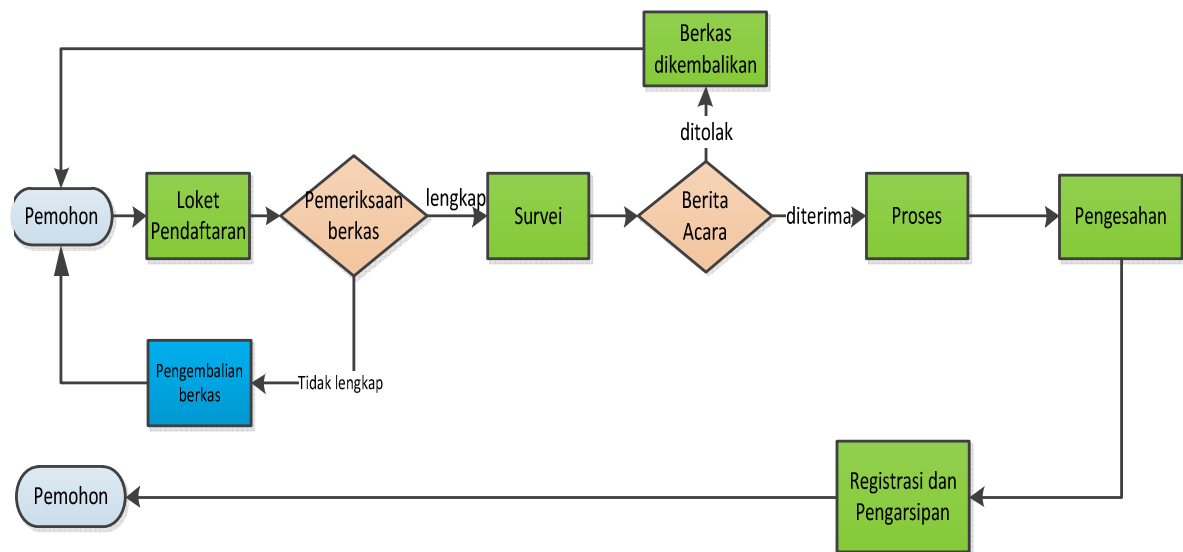 Berkas
dikembalikan
ditolak
Pemohon
Loket
Pendaftaran
Pemeriksaan
berkas
lengkap
Survei
Berita
Acara
diterima
Proses
Pengesahan
Pengembalian
berkas
Tidak lengkap
Pemohon
Registrasi dan
Pengarsipan